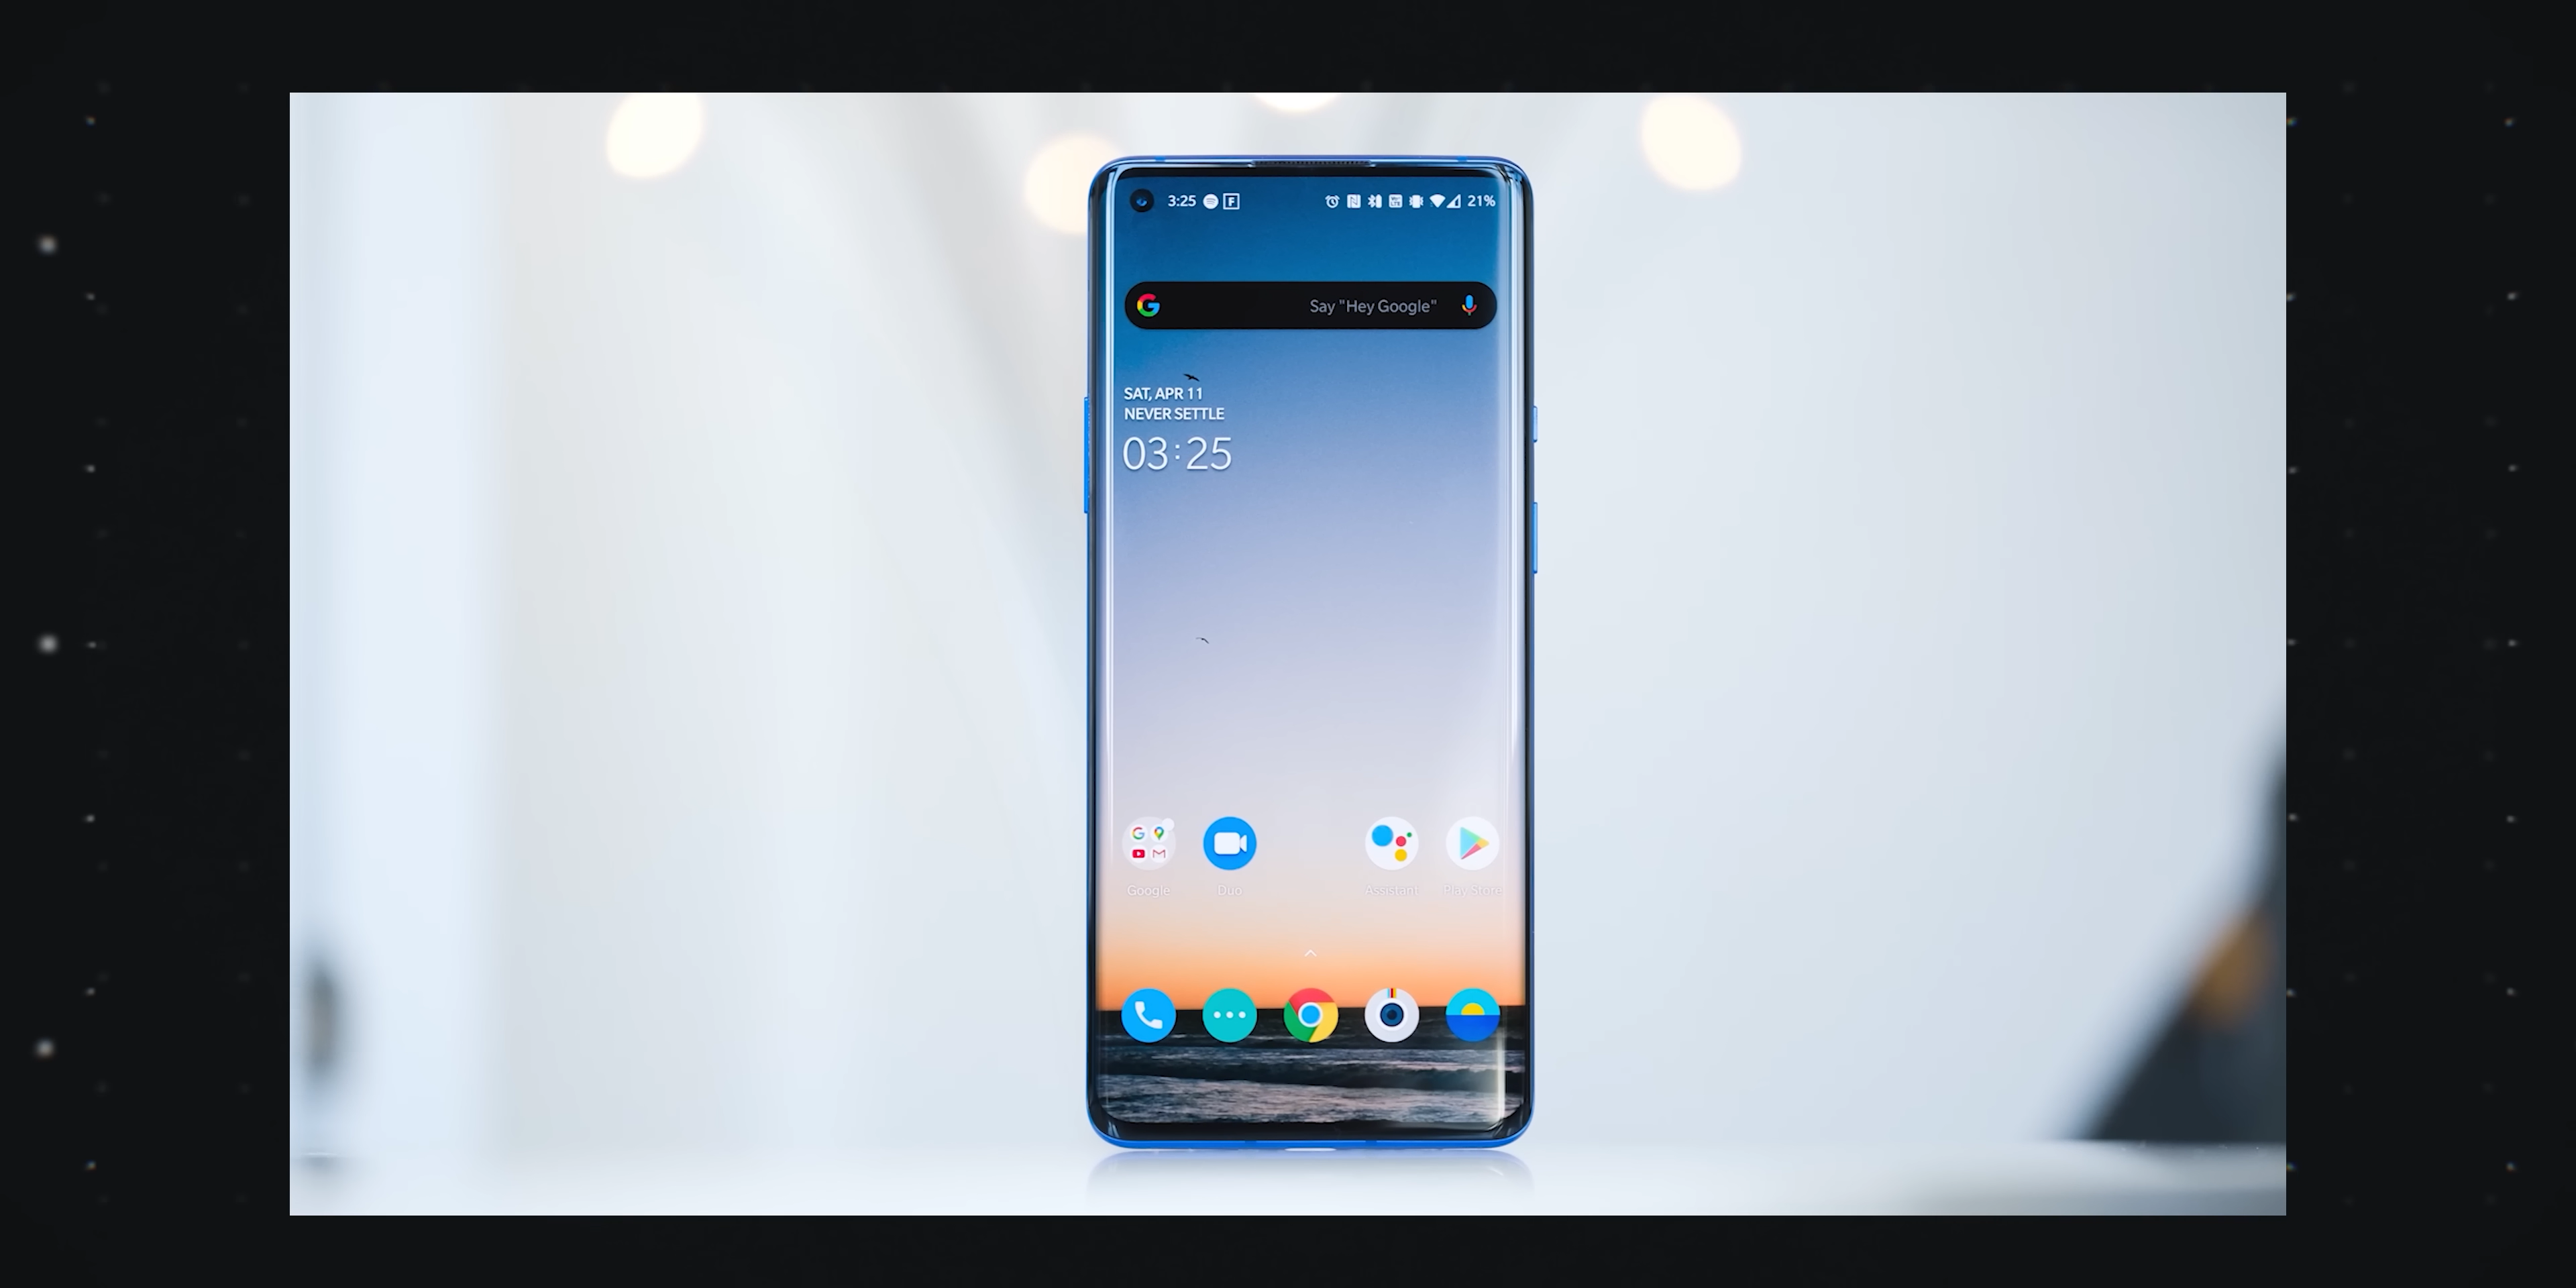 3:25 F 21%
Say "Hey Google"
SAT, APR 11
NEVER SETTLE
03:25
Google Duo Assistant Play Store